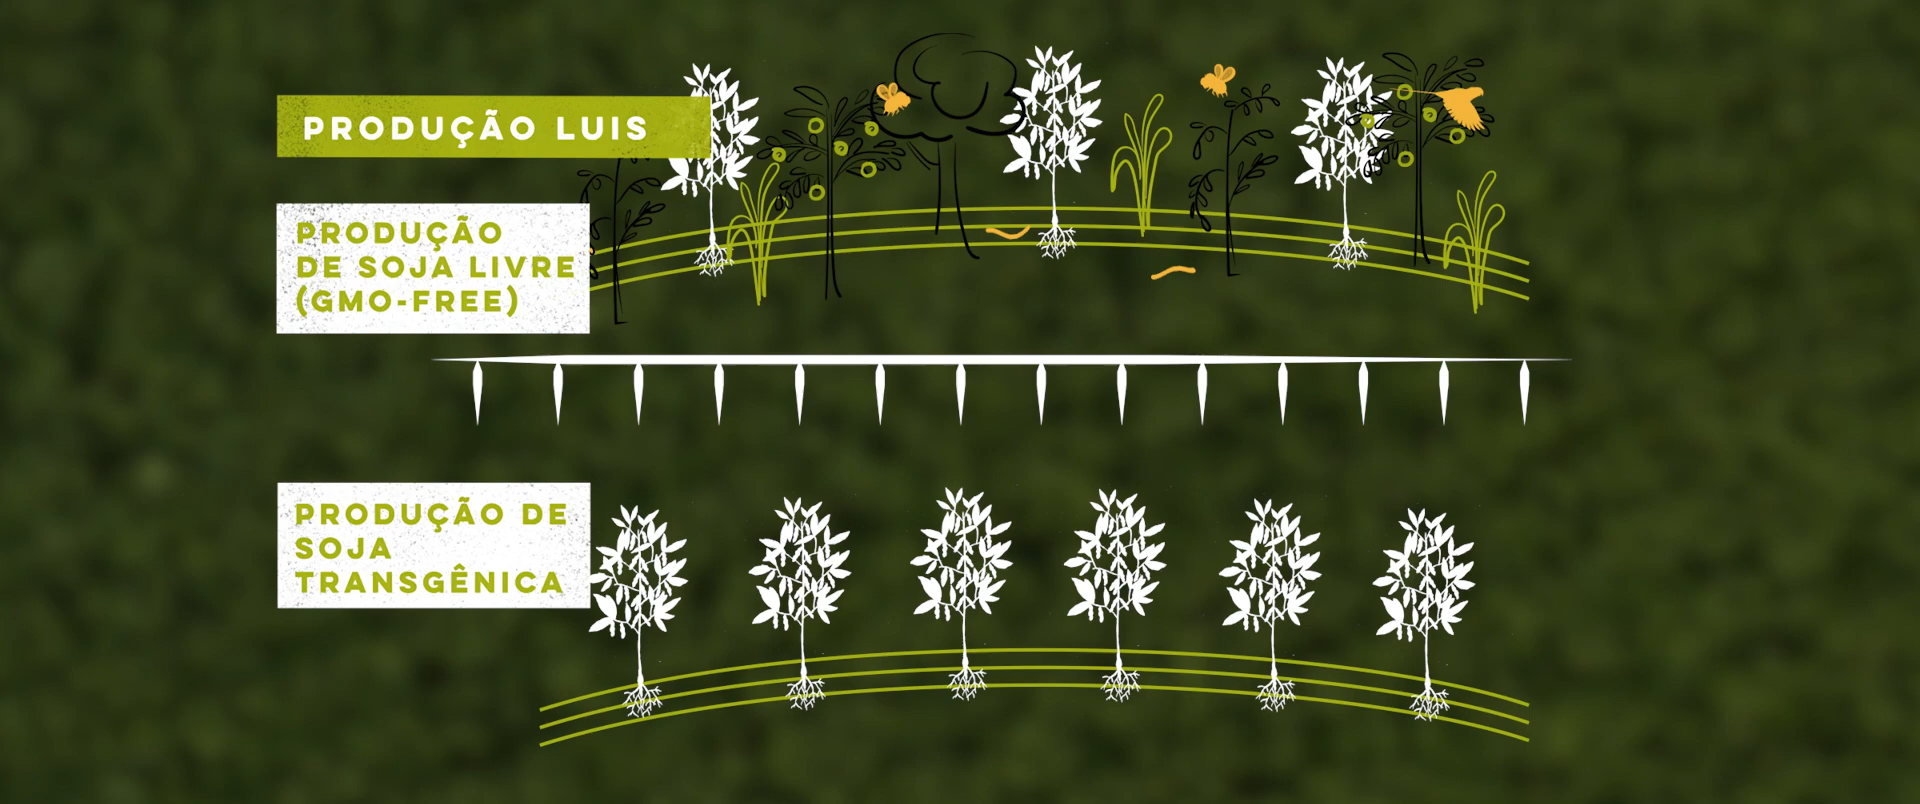 PRODUÇÃO LUIS
PRODUÇÃO
DE SOJA LIVRE
(GMO-FREE)
PRODUÇÃO DE
SOJA
TRANSGÊNICA